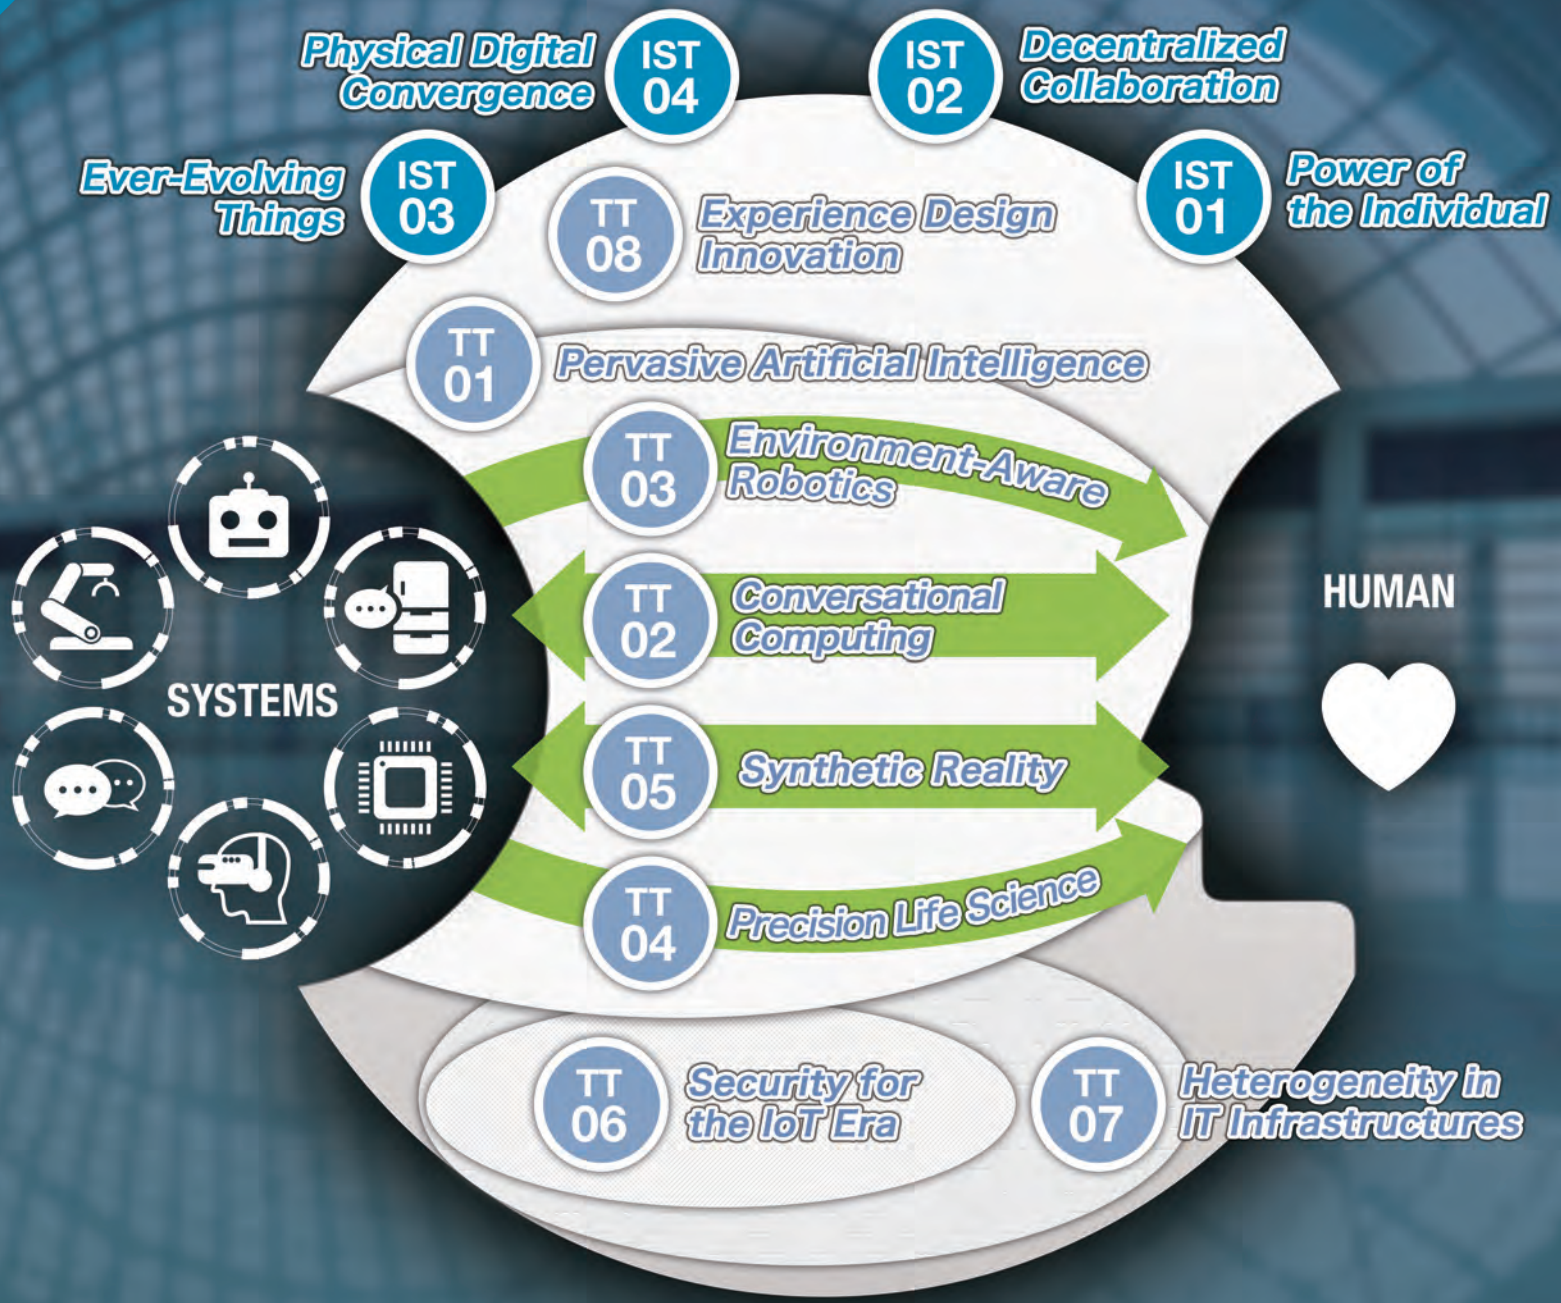 Physical Digital
Convergence
IST
04
IST
02
Decentralized
Collaboration
Ever-Evolving
Things
IST
03
IST
01
Power of
the Individual
TT
08
Experience Design
Innovation
TT
01
Pervasive Artificial Intelligence
TT
03
Environment-Aware
Robotics
TT
02
Conversational
Computing
HUMAN
SYSTEMS
TT
05
Synthetic Reality
TT
04
Precision Life Science
TT
06
Security for
the IoT Era
TT
07
Heterogeneity in
IT Infrastructures